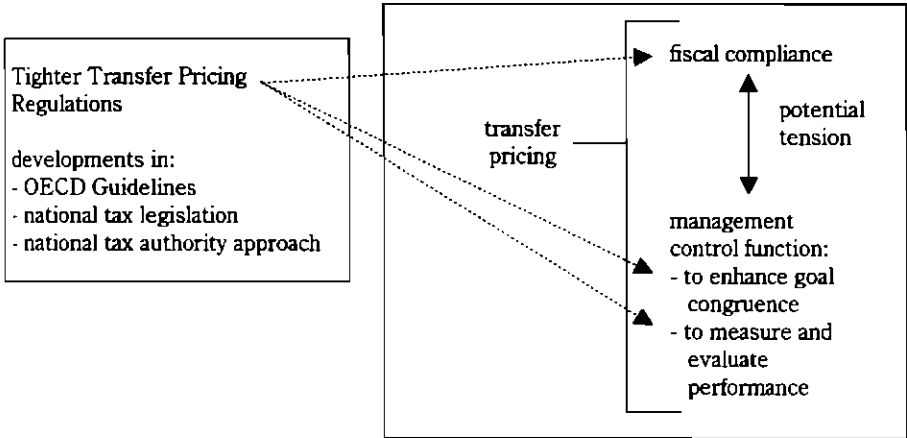 Tighter Transfer Pricing
Regulations
developments in:
- OECD Guidelines
- national tax legislation
- national tax authority approach
transfer
pricing
fiscal compliance
potential
tension
management
control function:
- to enhance goal
congruence
- to measure and
evaluate
performance